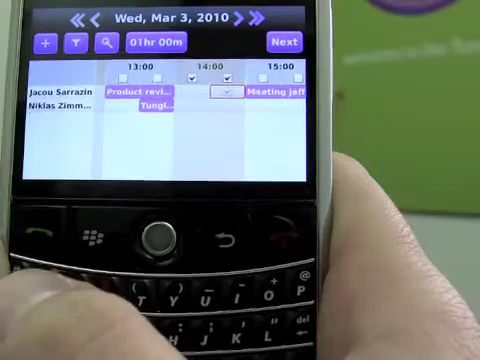 Wed, Mar 3, 2010
01hr 00m
Next
13:00 14:00 15:00
Jacou Sarrazin Product revi... Meeting jeff
Niklas Zimm... Tungl...
@
T Y U I O P
del
H J K L